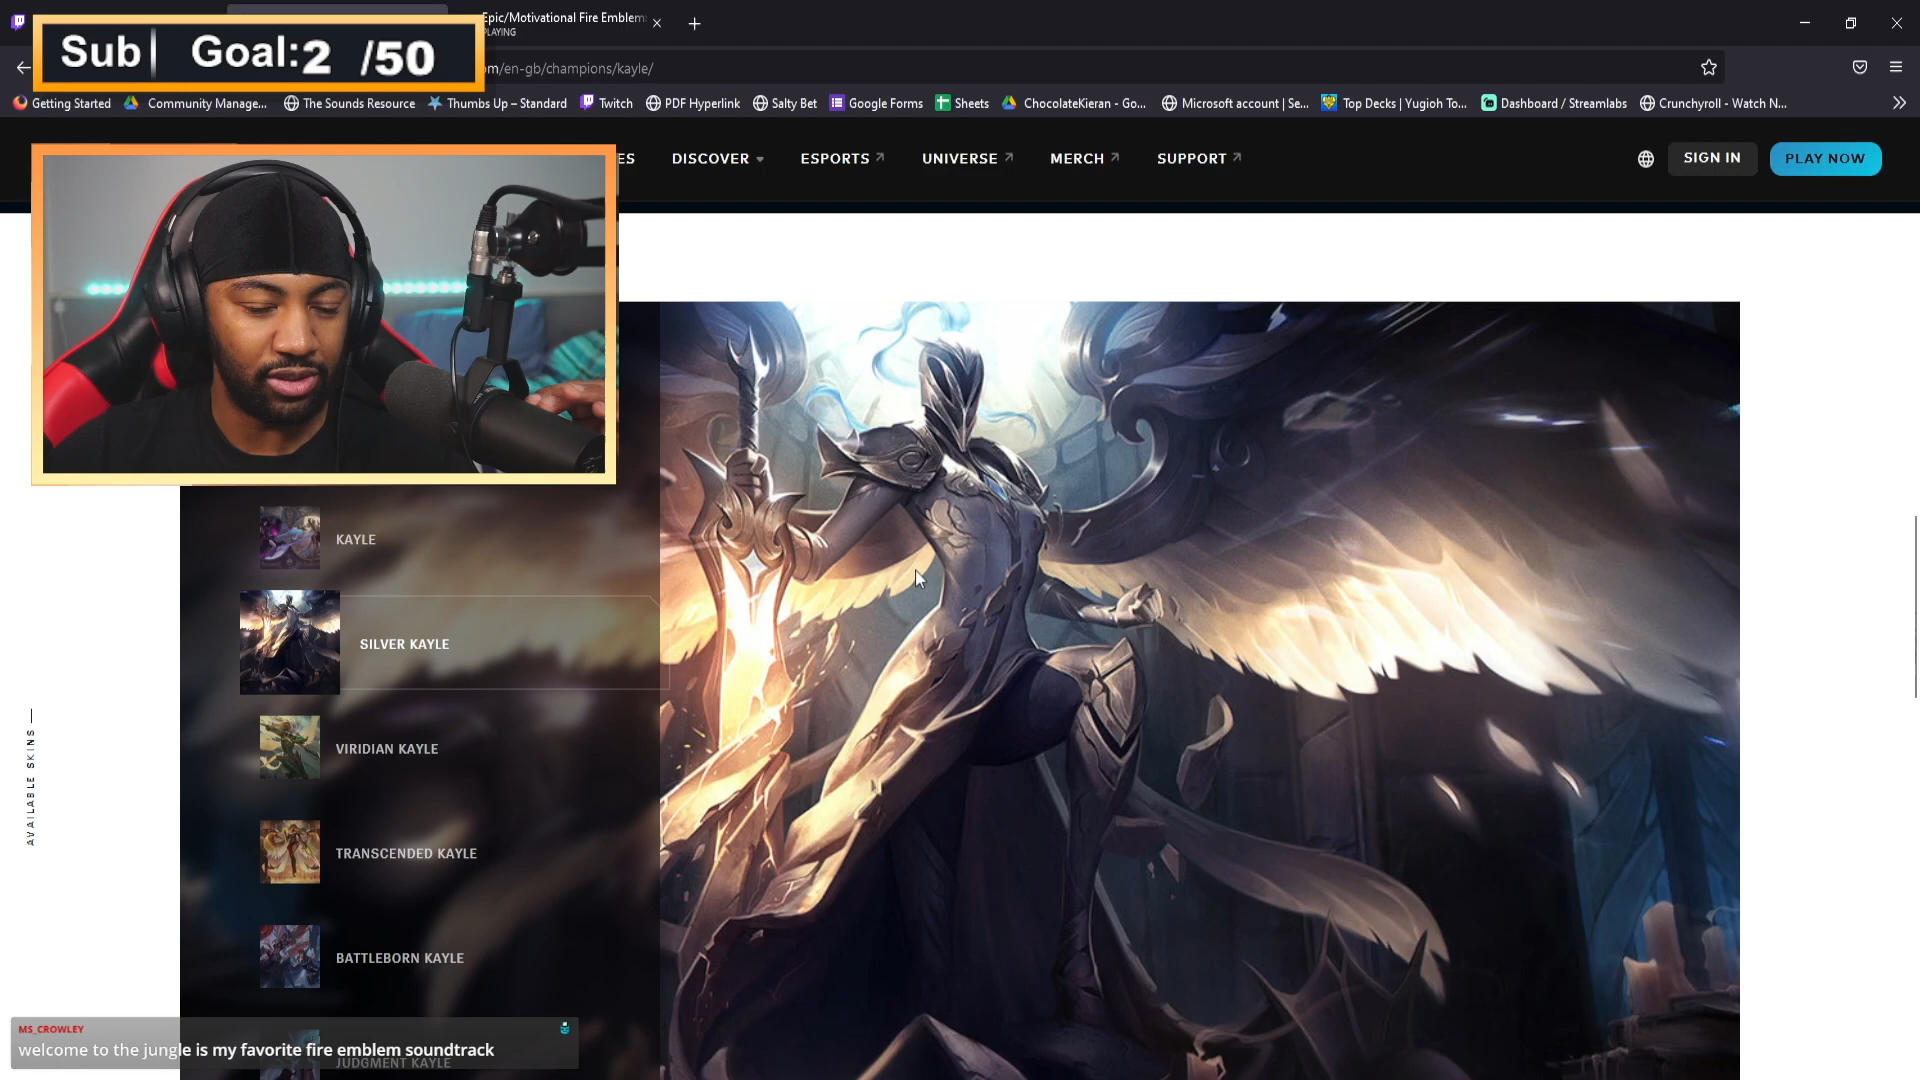 Epic/Motivational Fire Emblem
PLAYING
Sub Goal:2 /50
om/en-gb/champions/kayle/
Getting Started
Community Manage...
The Sounds Resource
Thumbs Up – Standard
Twitch
PDF Hyperlink
Salty Bet
Google Forms
Sheets
ChocolateKieran - Go...
Microsoft account | Se...
Top Decks | Yugioh To...
Dashboard / Streamlabs
Crunchyroll - Watch N...
ES
DISCOVER
ESPORTS
UNIVERSE
MERCH
SUPPORT
SIGN IN
PLAY NOW
KAYLE
SILVER KAYLE
VIRIDIAN KAYLE
TRANSCENDED KAYLE
BATTLEBORN KAYLE
JUDGMENT KAYLE
AVAILABLE SKINS
MS_CROWLEY
welcome to the jungle is my favorite fire emblem soundtrack